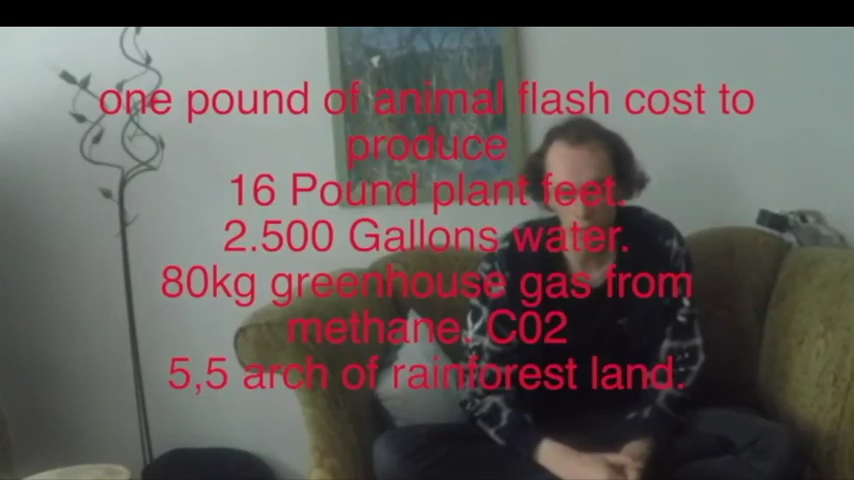 one pound of animal flash cost to
produce
16 Pound plant feet.
2.500 Gallons water.
80kg greenhouse gas from
methane. C02
5,5 arch of rainforest land.